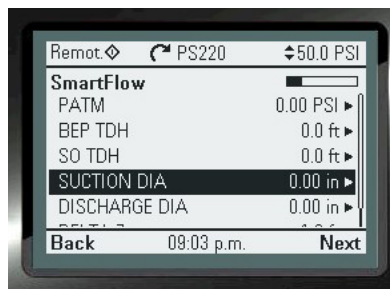 Remot. PS220 50.0 PSI
SmartFlow
PATM 0.00 PSI
BEP TDH 0.0 ft
SO TDH 0.0 ft
SUCTION DIA 0.00 in
DISCHARGE DIA 0.00 in
Back 09:03 p.m. Next